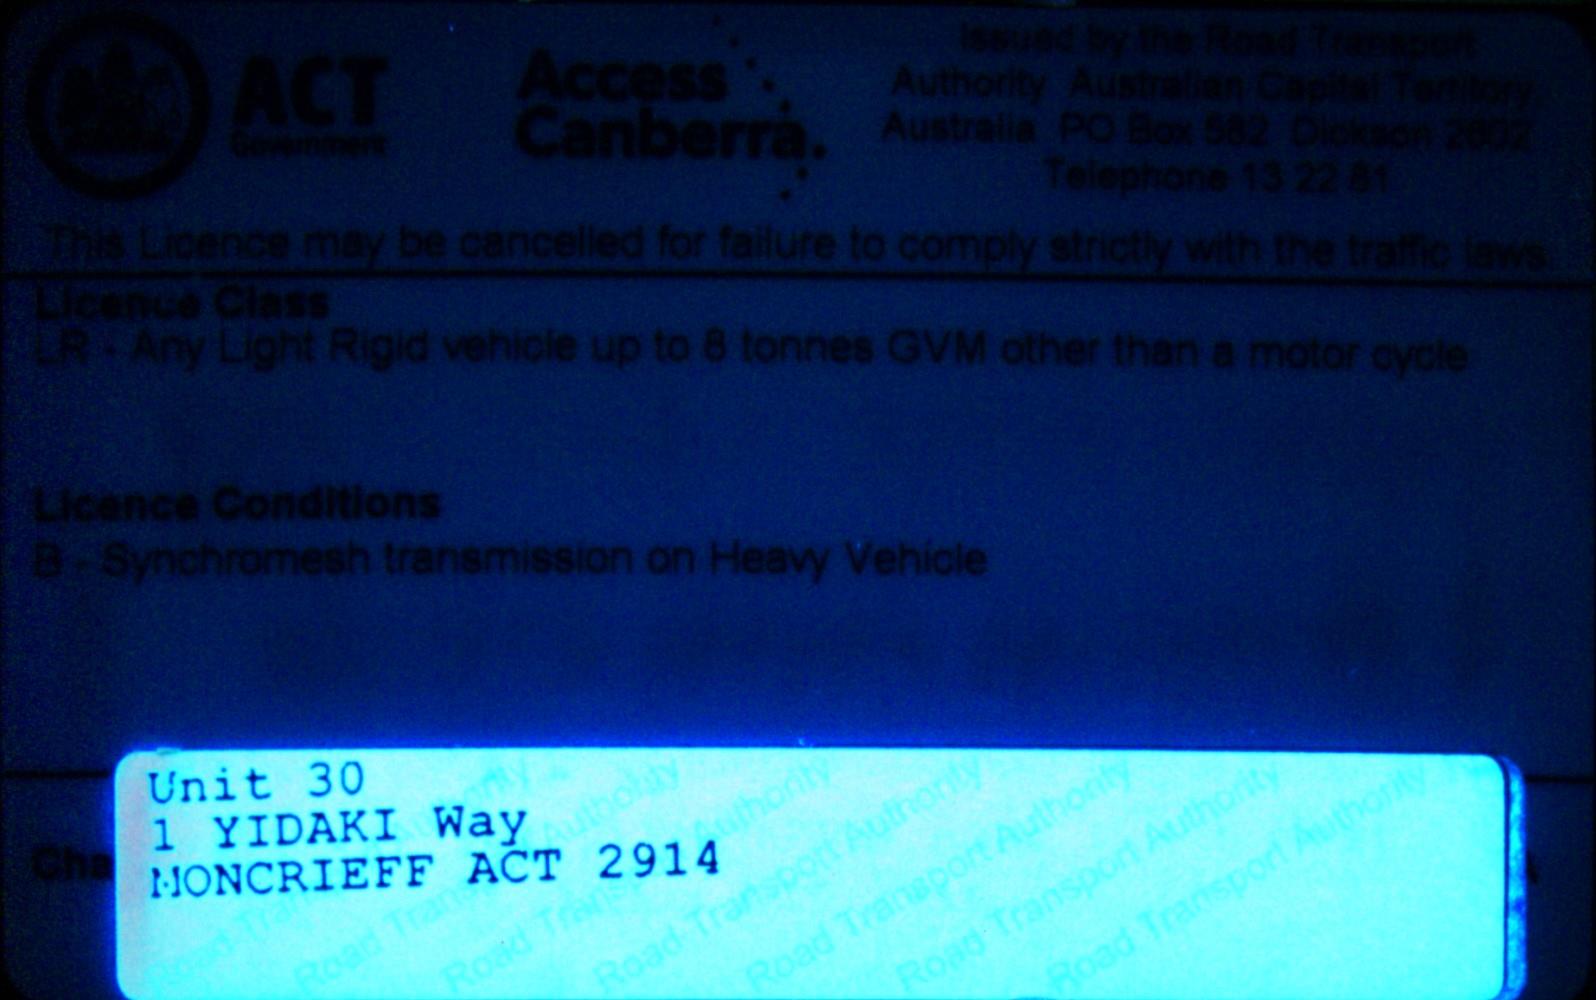 ACT
Government
Access
Canberra.
Issued by the Road Transport
Authority Australian Capital Territory
Australia PO Box 582 Dickson 2602
Telephone 13 22 81
This Licence may be cancelled for failure to comply strictly with the traffic laws.
Licence Class
LR - Any Light Rigid vehicle up to 8 tonnes GVM other than a motor cycle
Licence Conditions
B - Synchromesh transmission on Heavy Vehicle
Unit 30
1 YIDAKI Way
MONCRIEFF ACT 2914
Road Transport Authority Road Transport Authority Road Transport Authority Road Transport Authority Road Transport Authority Road Transport Authority Road Transport Authority